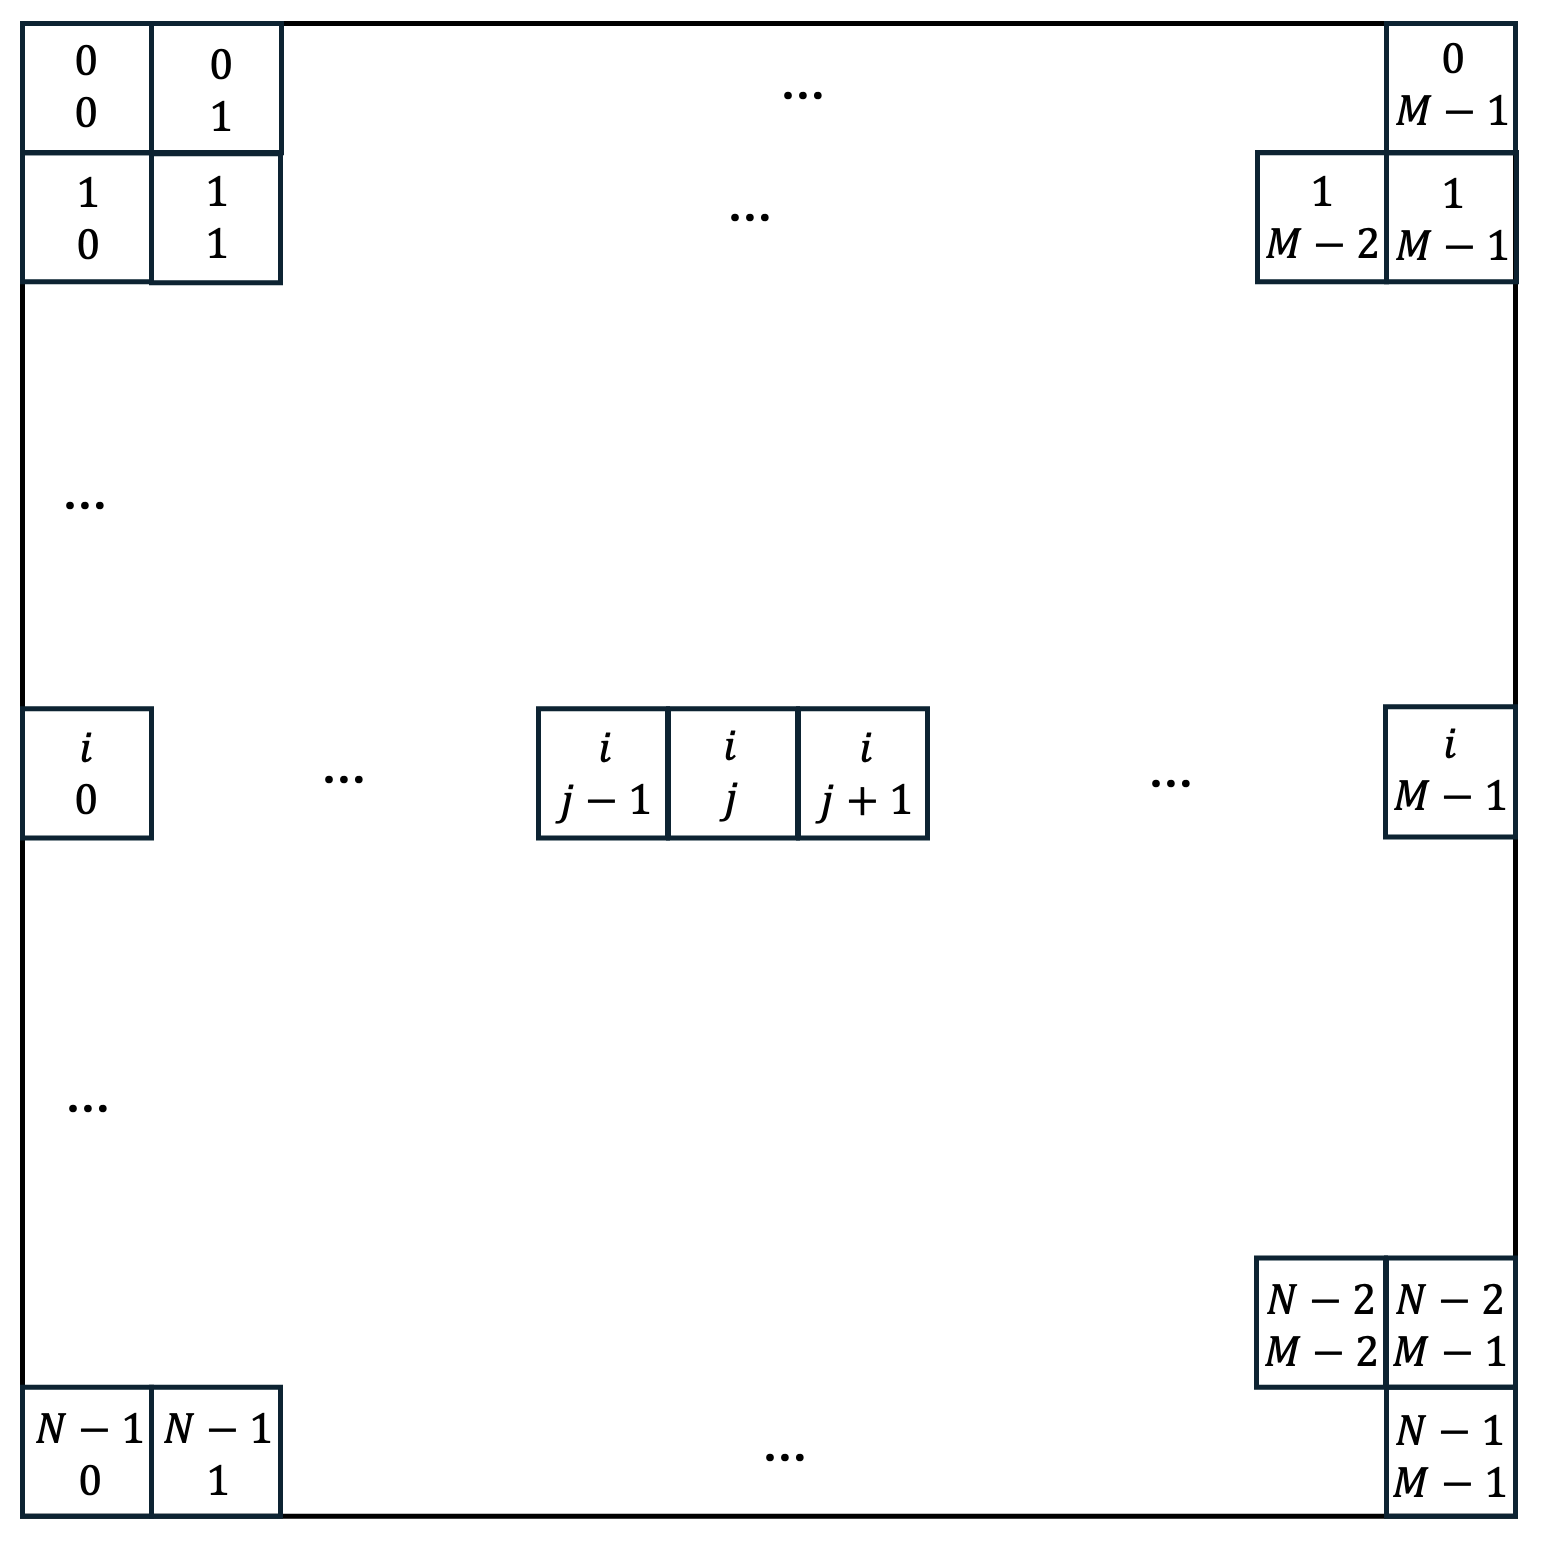 0 0 0
0 1 ... M − 1
1 1 1 1
0 1 ... M − 2 M − 1
...
i i i i i
0 ... j − 1 j j + 1 ... M − 1
...
N − 2 N − 2
M − 2 M − 1
N − 1 N − 1 N − 1
0 1 ... M − 1